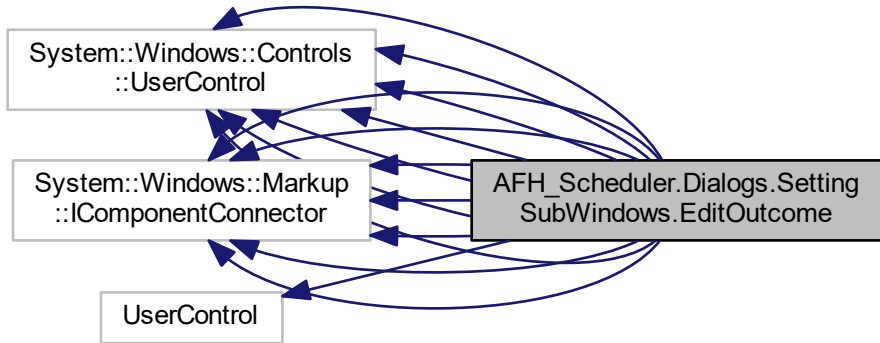 System::Windows::Controls
::UserControl
System::Windows::Markup
::IComponentConnector
AFH_Scheduler.Dialogs.Setting
SubWindows.EditOutcome
UserControl